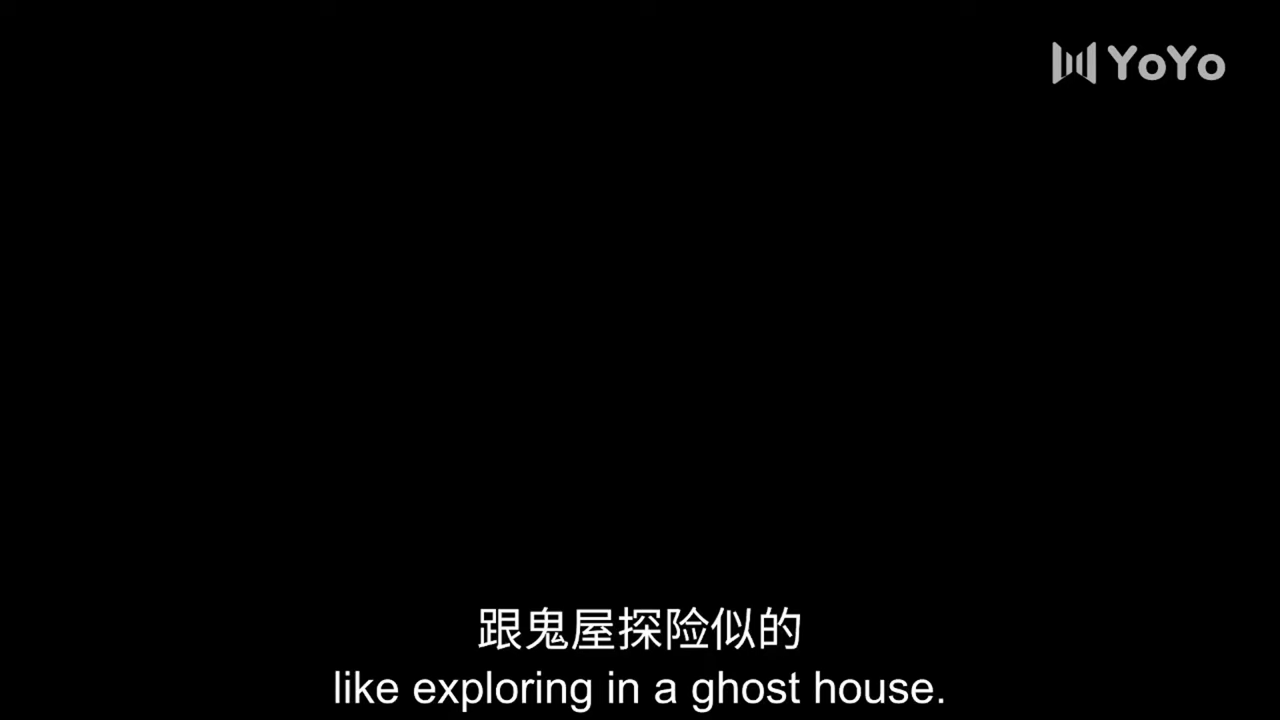 YoYo
跟鬼屋探险似的
like exploring in a ghost house.